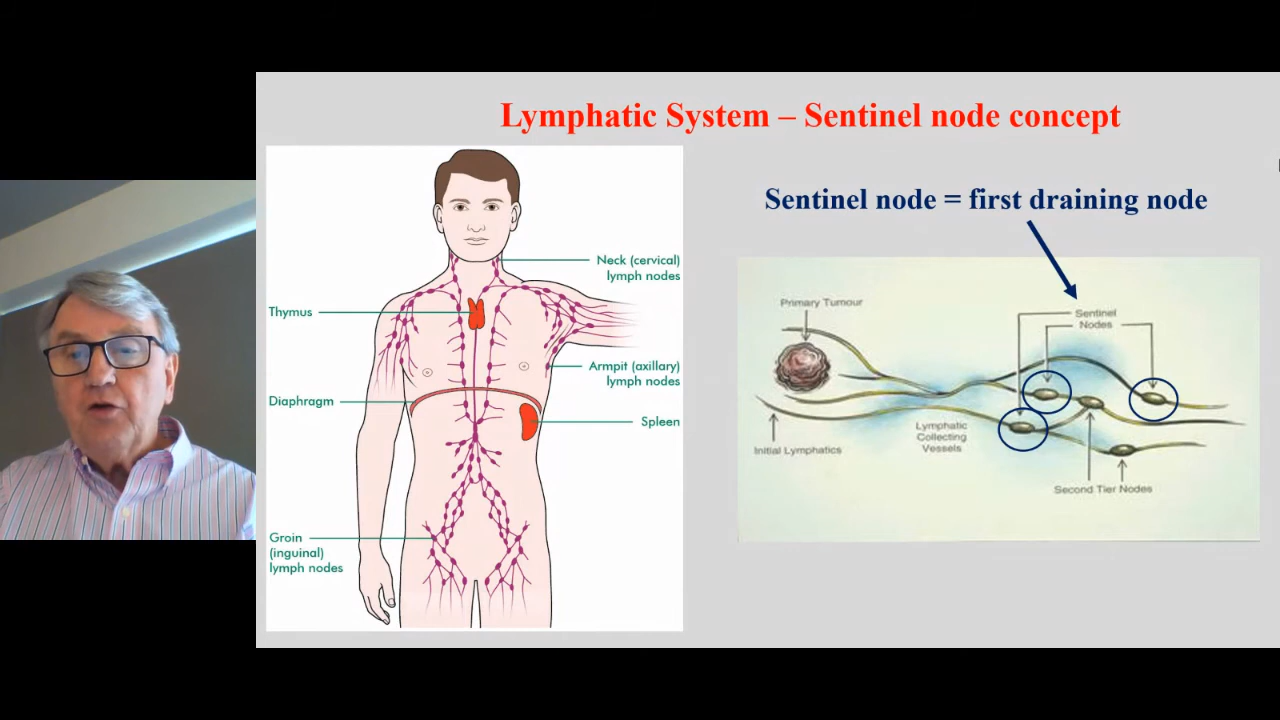 Lymphatic System – Sentinel node concept
Sentinel node = first draining node
Neck (cervical)
lymph nodes
Thymus
Armpit (axillary)
lymph nodes
Diaphragm
Spleen
Groin
(inguinal)
lymph nodes
Primary Tumour
Sentinel
Nodes
Lymphatic
Collecting
Vessels
Initial Lymphatics
Second Tier Nodes